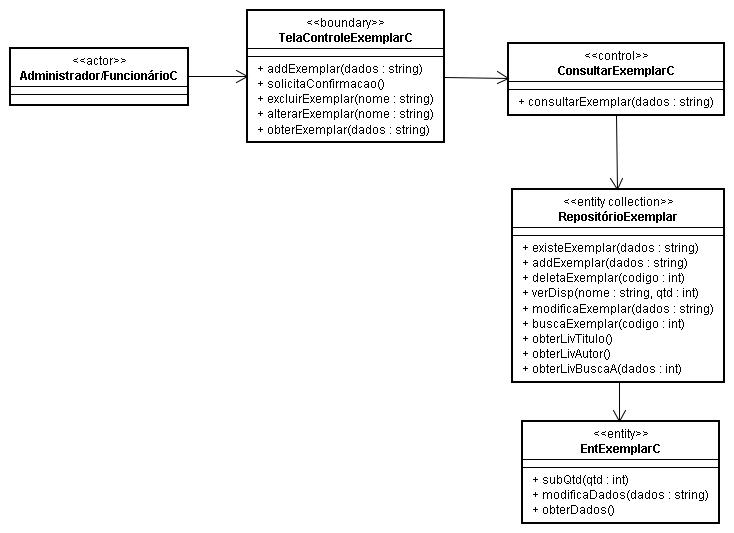 <<actor>>
Administrador/FuncionárioC
<<boundary>>
TelaControleExemplarC
+ addExemplar(dados : string)
+ solicitaConfirmacao()
+ excluirExemplar(nome : string)
+ alterarExemplar(nome : string)
+ obterExemplar(dados : string)
<<control>>
ConsultarExemplarC
+ consultarExemplar(dados : string)
<<entity collection>>
RepositórioExemplar
+ existeExemplar(dados : string)
+ addExemplar(dados : string)
+ deletaExemplar(codigo : int)
+ verDisp(nome : string, qtd : int)
+ modificaExemplar(dados : string)
+ buscaExemplar(codigo : int)
+ obterLivTitulo()
+ obterLivAutor()
+ obterLivBuscaA(dados : int)
<<entity>>
EntExemplarC
+ subQtd(qtd : int)
+ modificaDados(dados : string)
+ obterDados()